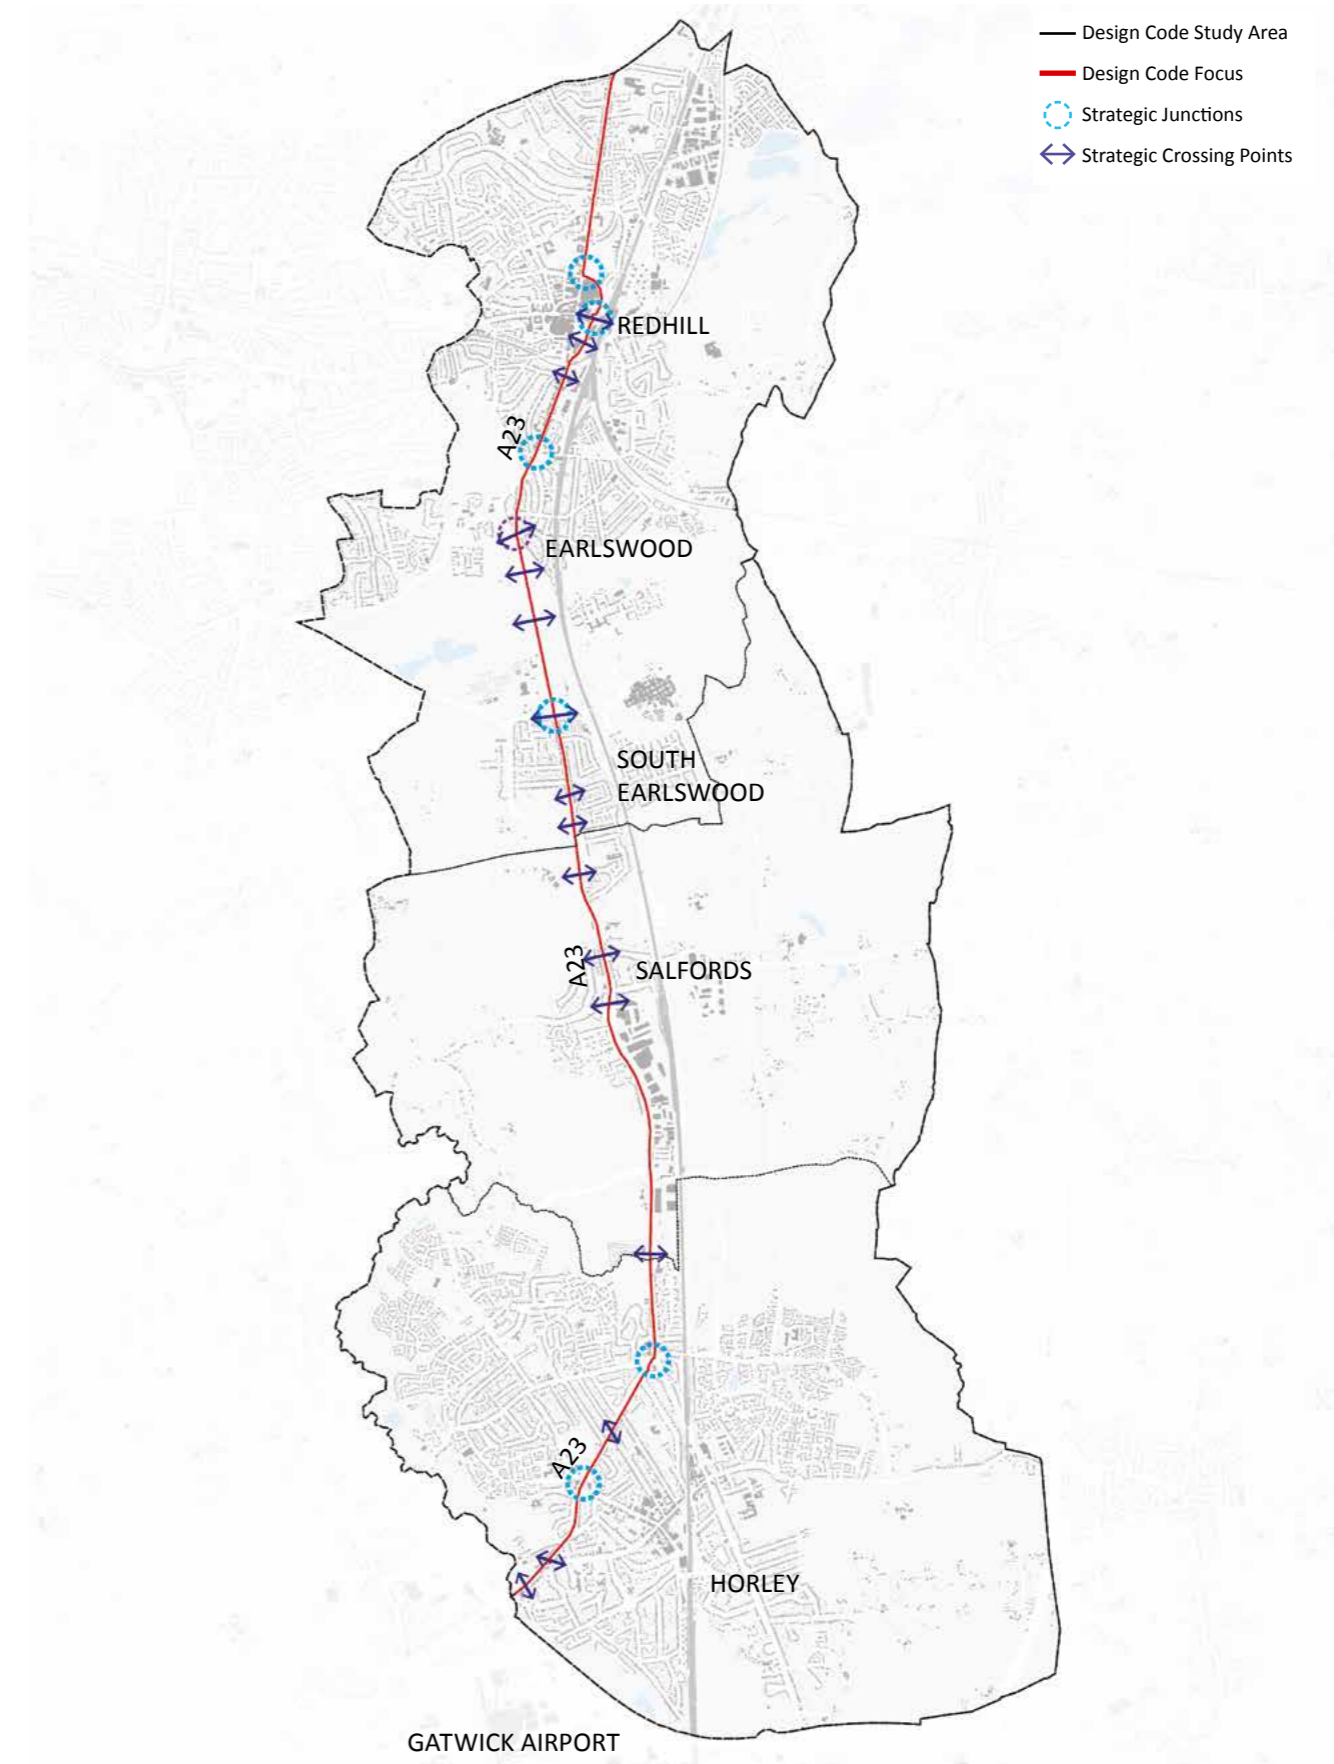 Design Code Study Area
Design Code Focus
Strategic Junctions
Strategic Crossing Points
REDHILL
A23
EARLSWOOD
SOUTH
EARLSWOOD
A23
SALFORDS
A23
HORLEY
GATWICK AIRPORT